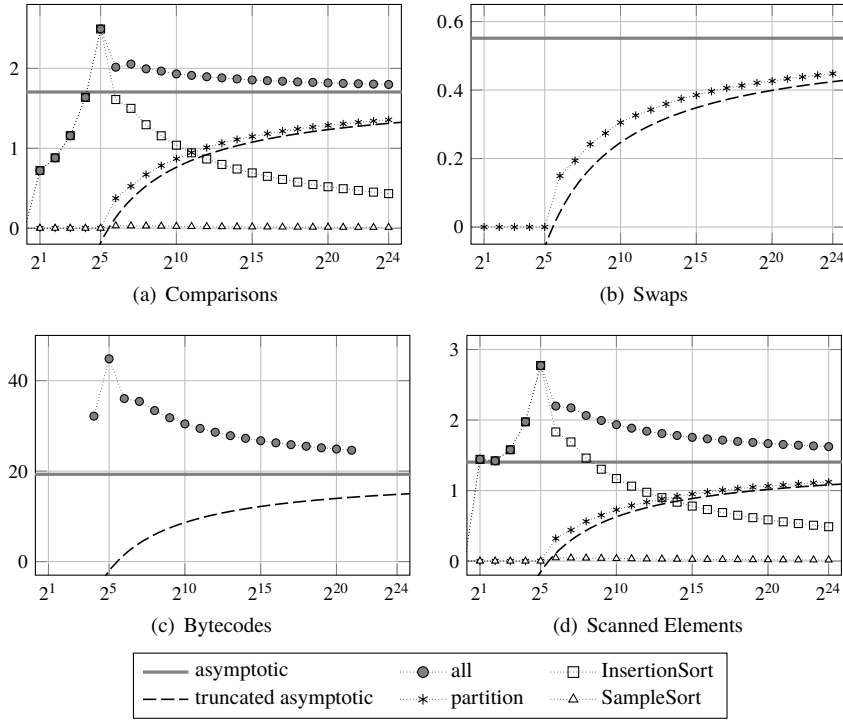 2
1
0
2^1 2^5 2^10 2^15 2^20 2^24
(a) Comparisons
0.6
0.4
0.2
0
2^1 2^5 2^10 2^15 2^20 2^24
(b) Swaps
40
20
0
2^1 2^5 2^10 2^15 2^20 2^24
(c) Bytecodes
3
2
1
0
2^1 2^5 2^10 2^15 2^20 2^24
(d) Scanned Elements
asymptotic all InsertionSort
truncated asymptotic partition SampleSort